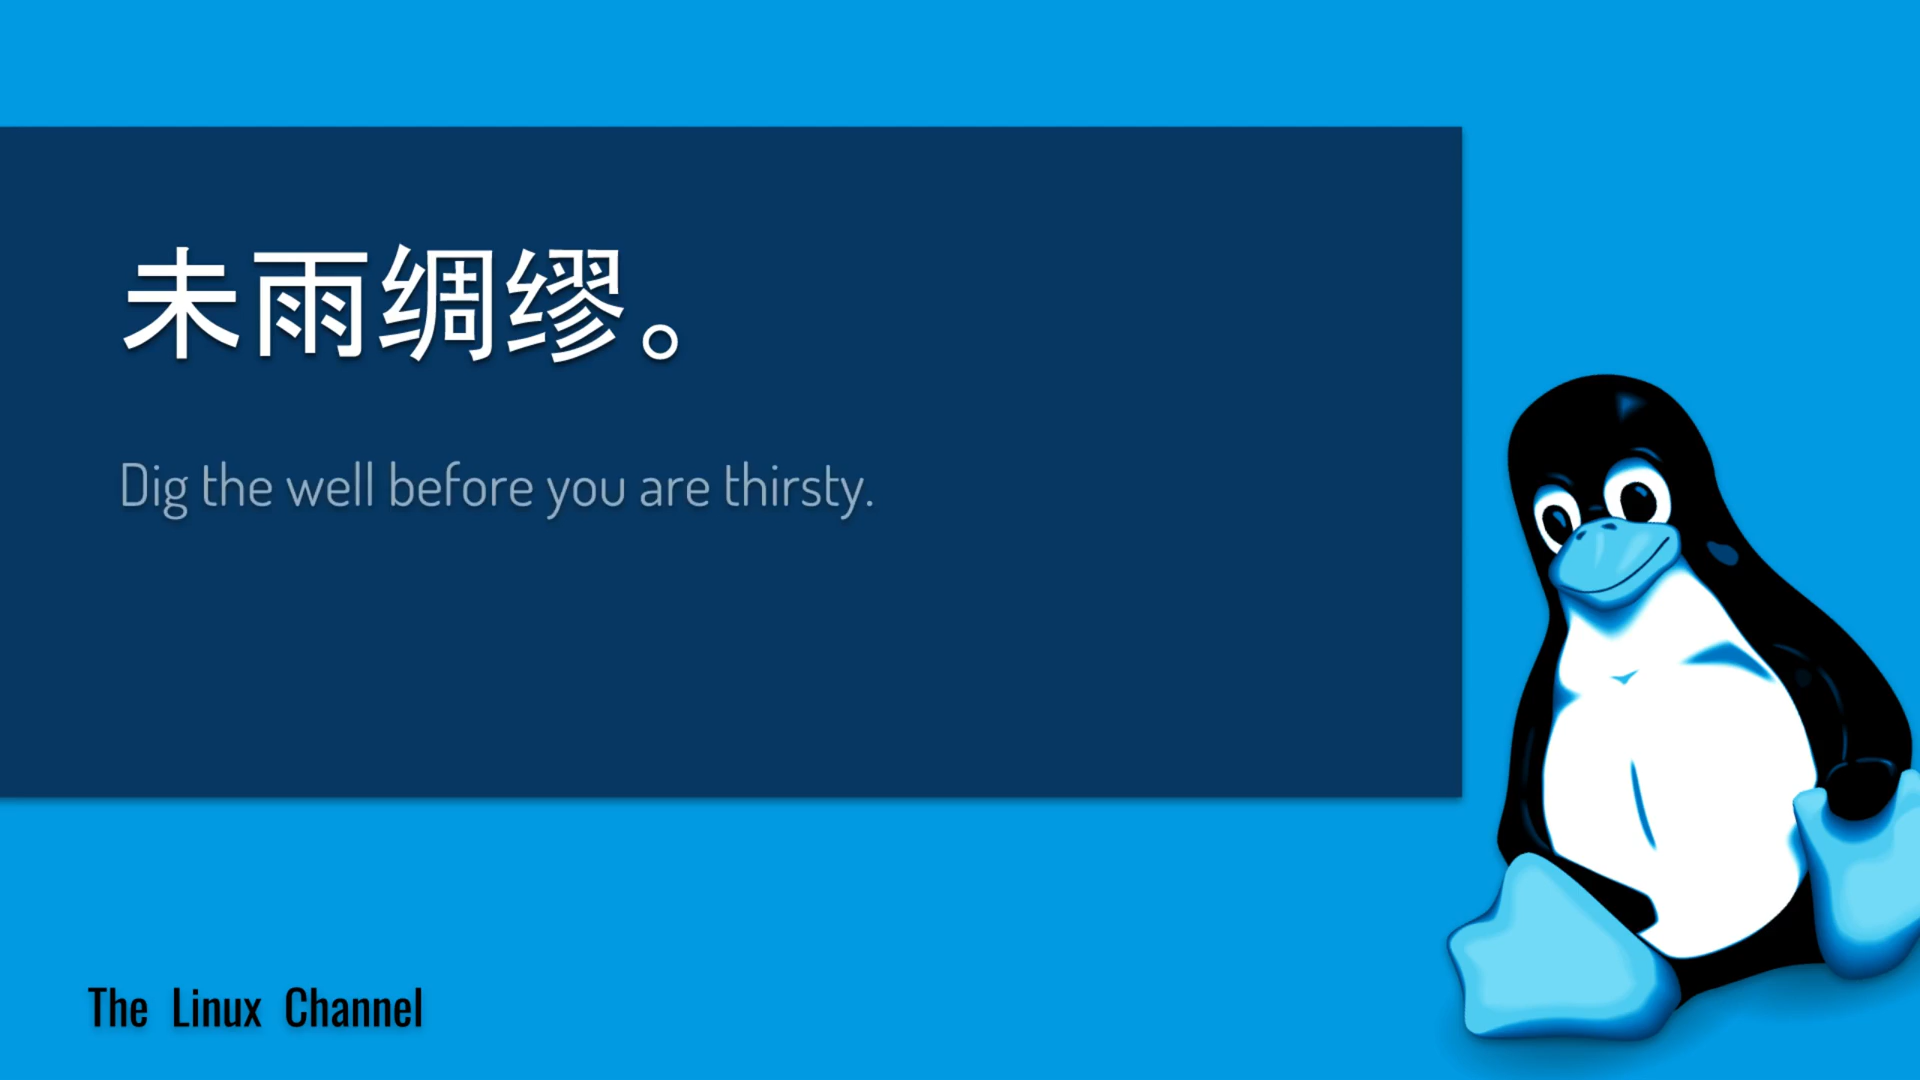 未雨绸缪。
Dig the well before you are thirsty.
The Linux Channel